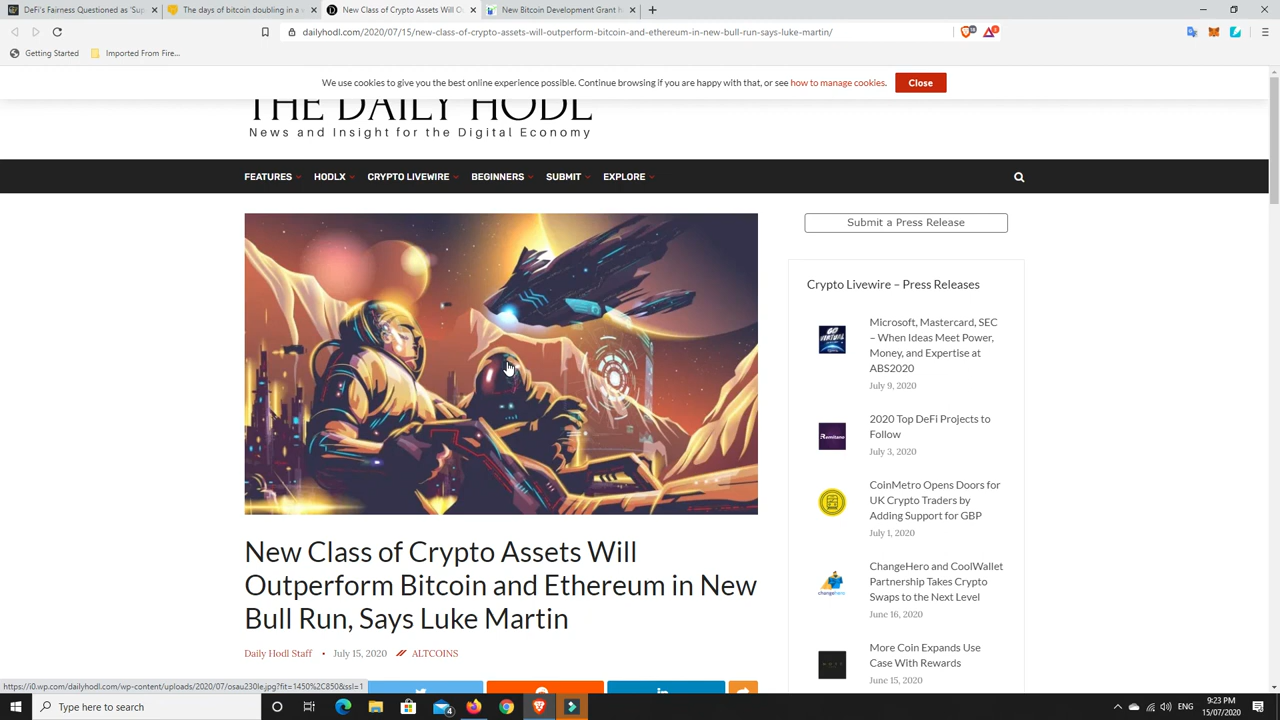 DeFi's Fairness Questioned as 'Sup
The days of bitcoin doubling in a
New Class of Crypto Assets Will O
New Bitcoin Development Grant
dailyhodl.com/2020/07/15/new-class-of-crypto-assets-will-outperform-bitcoin-and-ethereum-in-new-bull-run-says-luke-martin/
Getting Started
Imported From Fire...
We use cookies to give you the best online experience possible. Continue browsing if you are happy with that, or see how to manage cookies.
Close
THE DAILY HODL
News and Insight for the Digital Economy
FEATURES
HODLX
CRYPTO LIVEWIRE
BEGINNERS
SUBMIT
EXPLORE
Submit a Press Release
Crypto Livewire – Press Releases
Microsoft, Mastercard, SEC
– When Ideas Meet Power,
Money, and Expertise at
ABS2020
July 9, 2020
2020 Top DeFi Projects to
Follow
July 3, 2020
Remitano
CoinMetro Opens Doors for
UK Crypto Traders by
Adding Support for GBP
July 1, 2020
ChangeHero and CoolWallet
Partnership Takes Crypto
Swaps to the Next Level
June 16, 2020
changehero
More Coin Expands Use
Case With Rewards
June 15, 2020
New Class of Crypto Assets Will
Outperform Bitcoin and Ethereum in New
Bull Run, Says Luke Martin
Daily Hodl Staff • July 15, 2020 ALTCOINS
https://i0.wp.com/dailyhodl.com/wp-content/uploads/2020/07/osau230le.jpg?fit=1450%2C850&ssl=1
Type here to search
4
ENG
9:23 PM
15/07/2020